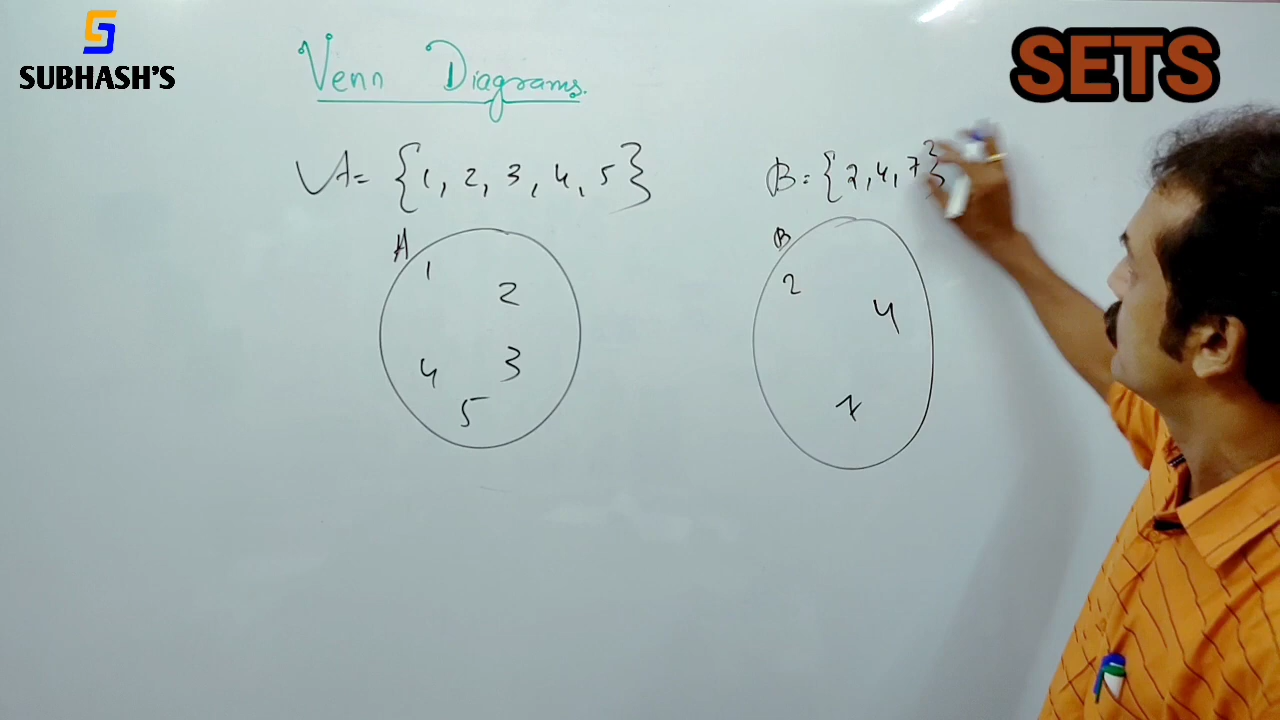 SUBHASH'S
SETS
Venn Diagrams.
A = {1, 2, 3, 4, 5}
B = {2, 4, 7}
A
1
2
4
3
5
B
2
4
7